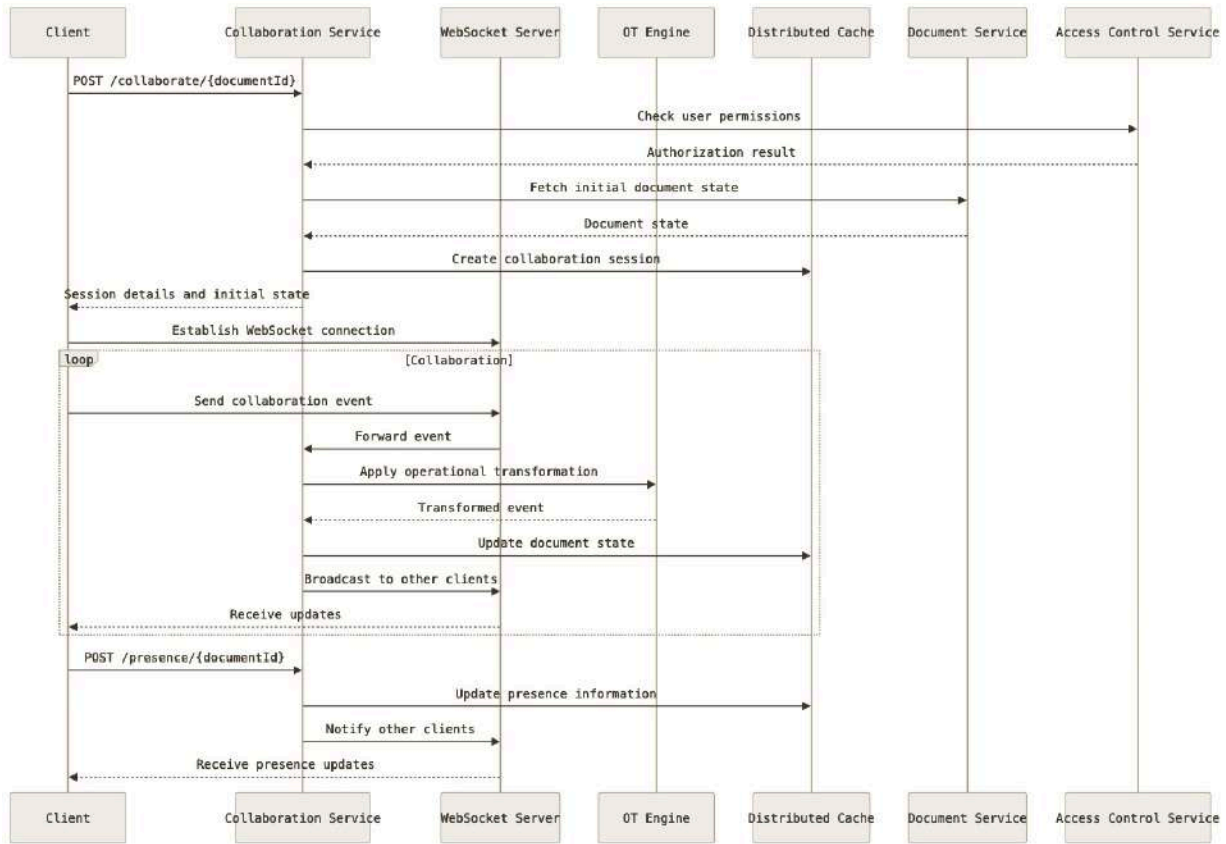 Client
Collaboration Service
WebSocket Server
OT Engine
Distributed Cache
Document Service
Access Control Service
POST /collaborate/{documentId}
Check user permissions
Authorization result
Fetch initial document state
Document state
Create collaboration session
Session details and initial state
Establish WebSocket connection
loop
[Collaboration]
Send collaboration event
Forward event
Apply operational transformation
Transformed event
Update document state
Broadcast to other clients
Receive updates
POST /presence/{documentId}
Update presence information
Notify other clients
Receive presence updates
Client
Collaboration Service
WebSocket Server
OT Engine
Distributed Cache
Document Service
Access Control Service